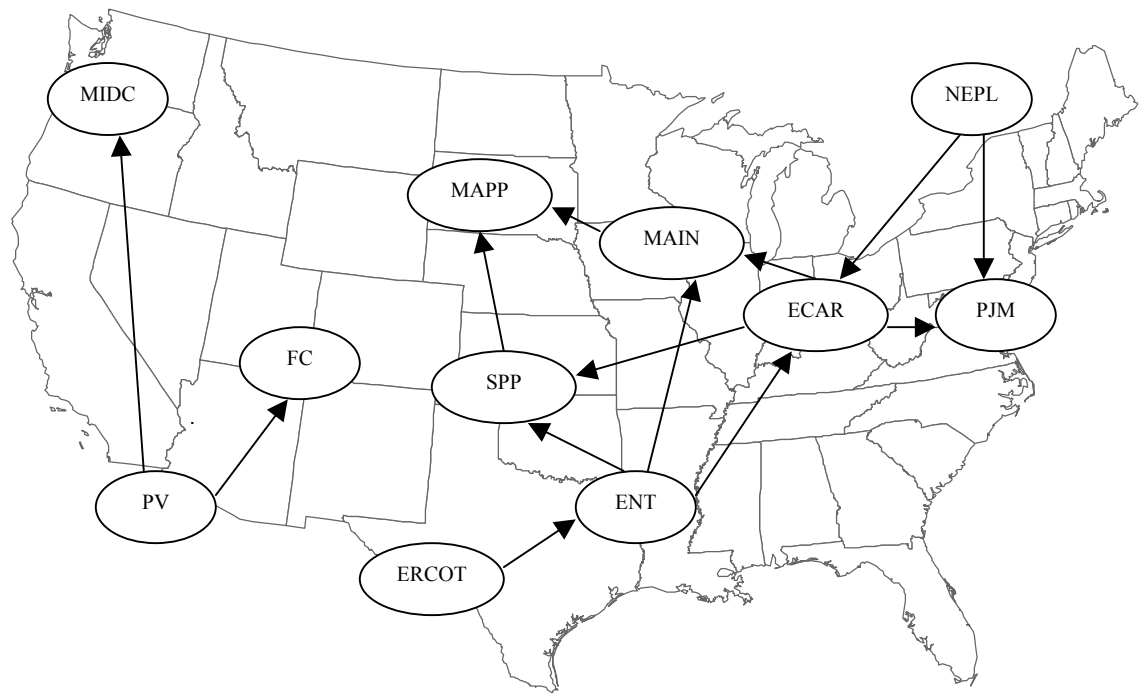 MIDC
NEPL
MAPP
MAIN
ECAR
PJM
FC
SPP
PV
ENT
ERCOT